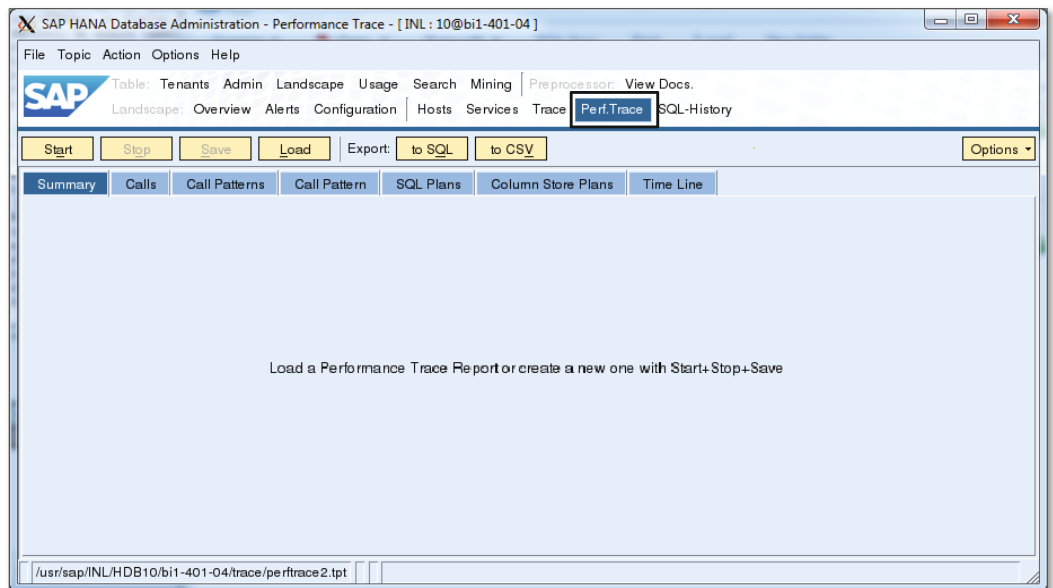 SAP HANA Database Administration - Performance Trace - [ INL : 10@bi1-401-04 ]
File Topic Action Options Help
SAP
Table: Tenants Admin Landscape Usage Search Mining Preprocessor: View Docs.
Landscape: Overview Alerts Configuration Hosts Services Trace Perf.Trace SQL-History
Start Stop Save Load Export: to SQL to CSV Options
Summary Calls Call Patterns Call Pattern SQL Plans Column Store Plans Time Line
Load a Performance Trace Report or create a new one with Start+Stop+Save
/usr/sap/INL/HDB10/bi1-401-04/trace/perftrace2.tpt